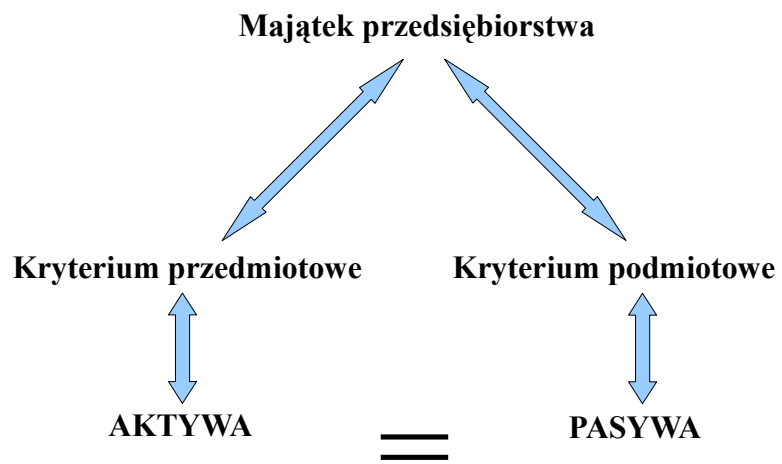 Majątek przedsiębiorstwa
Kryterium przedmiotowe
Kryterium podmiotowe
AKTYWA
=
PASYWA